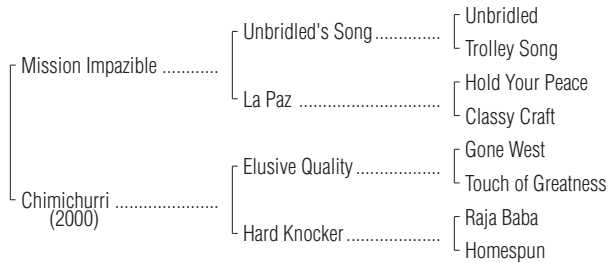 Unbridled
Unbridled's Song
Trolley Song
Mission Impazible
Hold Your Peace
La Paz
Classy Craft
Gone West
Elusive Quality
Touch of Greatness
Chimichurri
(2000)
Raja Baba
Hard Knocker
Homespun